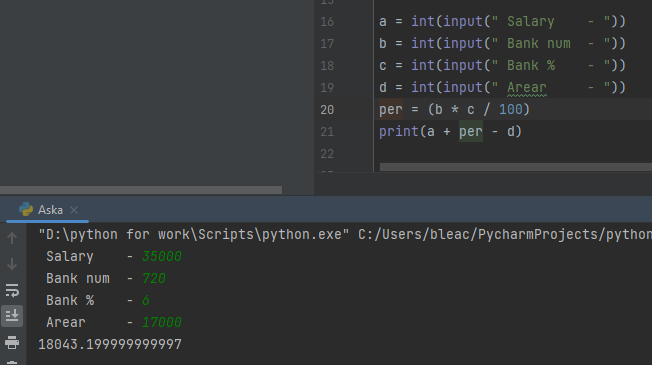 16 a = int(input(" Salary    - "))
17 b = int(input(" Bank num  - "))
18 c = int(input(" Bank %    - "))
19 d = int(input(" Arear     - "))
20 per = (b * c / 100)
21 print(a + per - d)
22
Aska ×
"D:\python for work\Scripts\python.exe" C:/Users/bleac/PycharmProjects/python
 Salary    - 35000
 Bank num  - 720
 Bank %    - 6
 Arear     - 17000
18043.199999999997